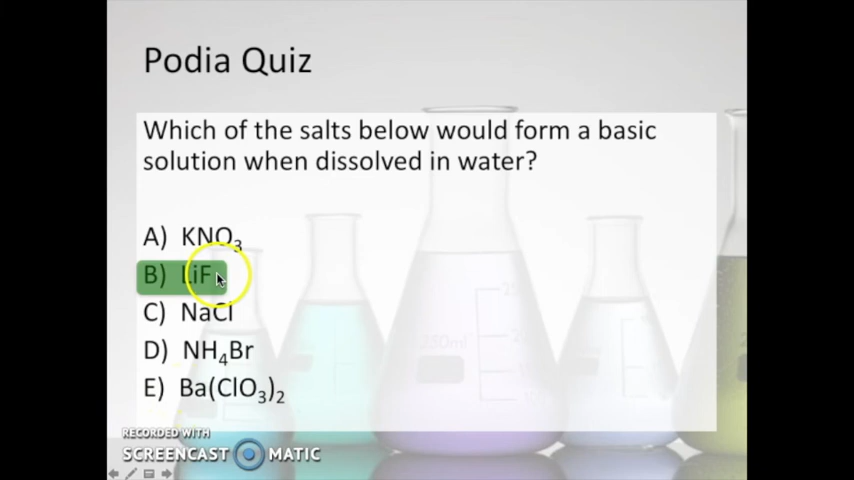 Podia Quiz
Which of the salts below would form a basic
solution when dissolved in water?
A) KNO₃
B) LiF
C) NaCl
D) NH₄Br
E) Ba(ClO₃)₂
250ml
RECORDED WITH
SCREENCAST MATIC